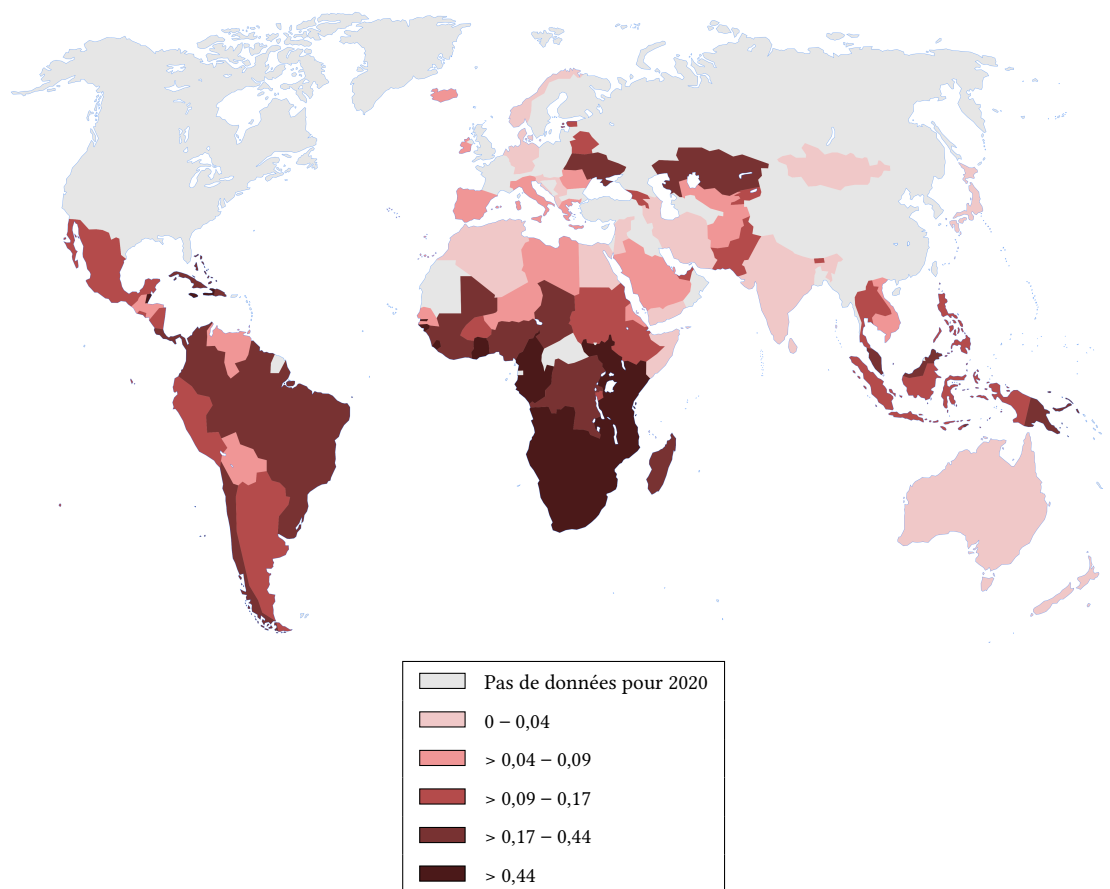 Pas de données pour 2020
0 – 0,04
> 0,04 – 0,09
> 0,09 – 0,17
> 0,17 – 0,44
> 0,44